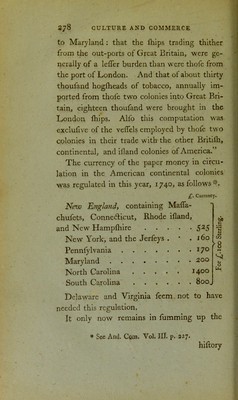 278 CULTURE AND COMMERCE
to Maryland: that the ſhips trading thither
from the out-ports of Great Britain, were ge-
nerally of a leſſer burden than were thoſe from
the port of London. And that of about thirty
thouſand hogſheads of tobacco, annually im-
ported from thoſe two colonies into Great Bri-
tain, eighteen thouſand were brought in the
London ſhips. Alſo this computation was
excluſive of the veſſels employed by thoſe two
colonies in their trade with the other Britiſh,
continental, and iſland colonies of America."
The currency of the paper money in circu-
lation in the American continental colonies
was regulated in this year, 1740, as follows*.
£. Currency.
New England, containing Maſſa-
chuſets, Connecticut, Rhode iſland,
and New Hampſhire . . . . . . 525
New York, and the Jerſeys . . . 160
Pennſylvania . . . . . . . 170
Maryland . . . . . . . 200
North Carolina . . . . . 1400
South Carolina . . . . . 800
For £.100 Sterling.
Delaware and Virginia ſeem not to have
needed this regulation.
It only now remains in ſumming up the
* See And. Com. Vol. III. p. 227.
hiſtory